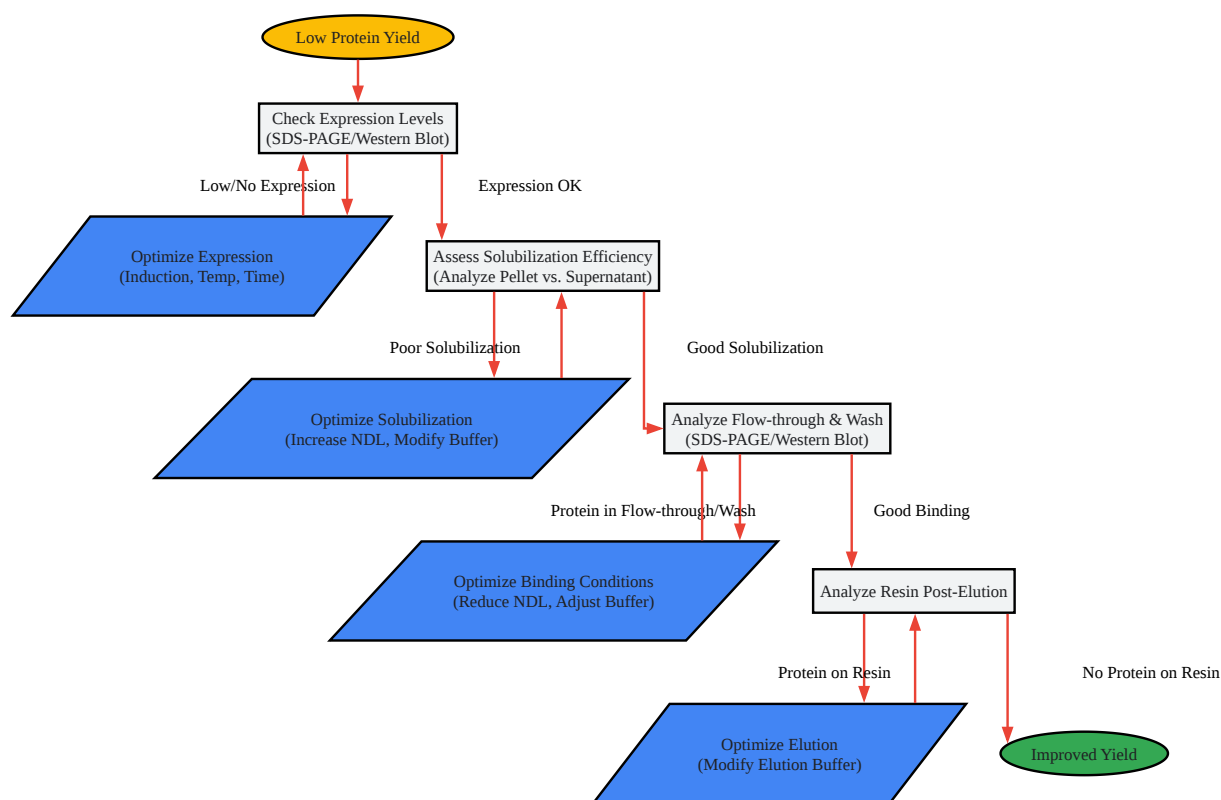 Low Protein Yield
Check Expression Levels
(SDS-PAGE/Western Blot)
Low/No Expression
Expression OK
Optimize Expression
(Induction, Temp, Time)
Assess Solubilization Efficiency
(Analyze Pellet vs. Supernatant)
Poor Solubilization
Good Solubilization
Optimize Solubilization
(Increase NDL, Modify Buffer)
Analyze Flow-through & Wash
(SDS-PAGE/Western Blot)
Protein in Flow-through/Wash
Good Binding
Optimize Binding Conditions
(Reduce NDL, Adjust Buffer)
Analyze Resin Post-Elution
Protein on Resin
No Protein on Resin
Optimize Elution
(Modify Elution Buffer)
Improved Yield